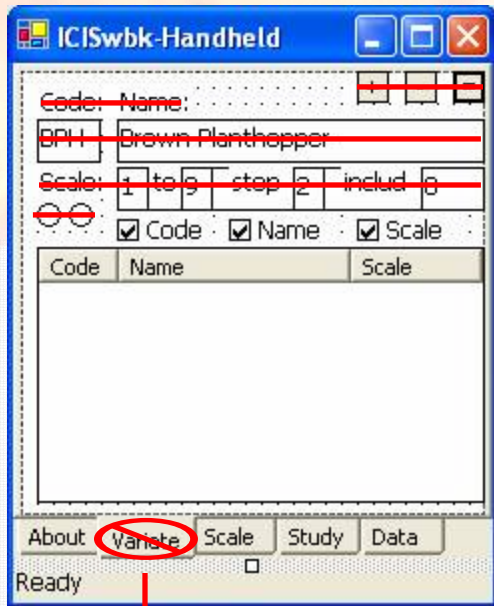 ICISwbk-Handheld
Code: Name:
BPH Brown Planthopper
Scale: 1 to 9 step 2 includ 0
Code Name Scale
Code Name Scale
About Variete Scale Study Data
Ready